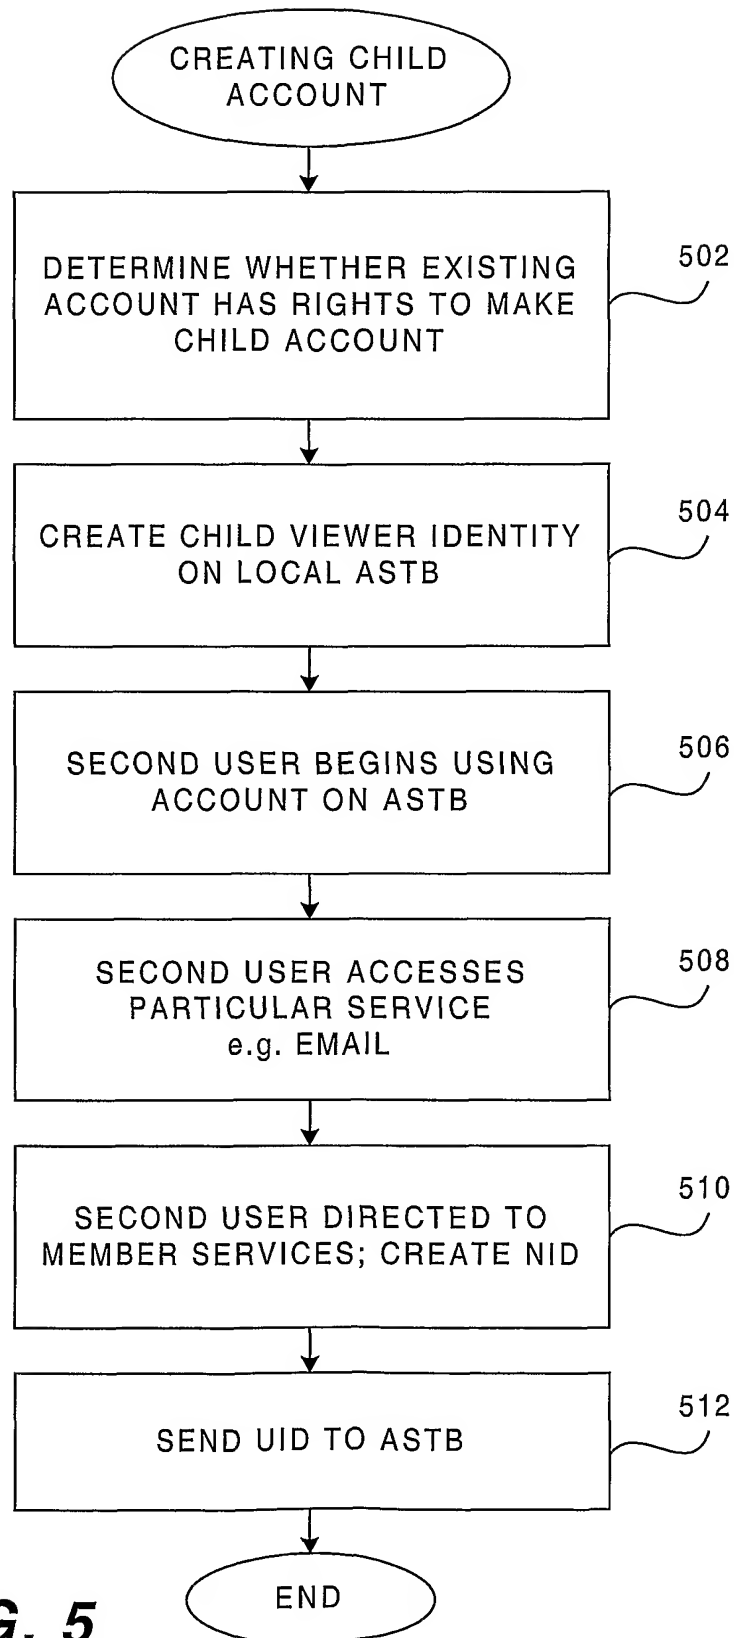 CREATING CHILD
ACCOUNT
DETERMINE WHETHER EXISTING
ACCOUNT HAS RIGHTS TO MAKE
CHILD ACCOUNT
502
CREATE CHILD VIEWER IDENTITY
ON LOCAL ASTB
504
SECOND USER BEGINS USING
ACCOUNT ON ASTB
506
SECOND USER ACCESSES
PARTICULAR SERVICE
e.g. EMAIL
508
SECOND USER DIRECTED TO
MEMBER SERVICES; CREATE NID
510
SEND UID TO ASTB
512
END
G. 5